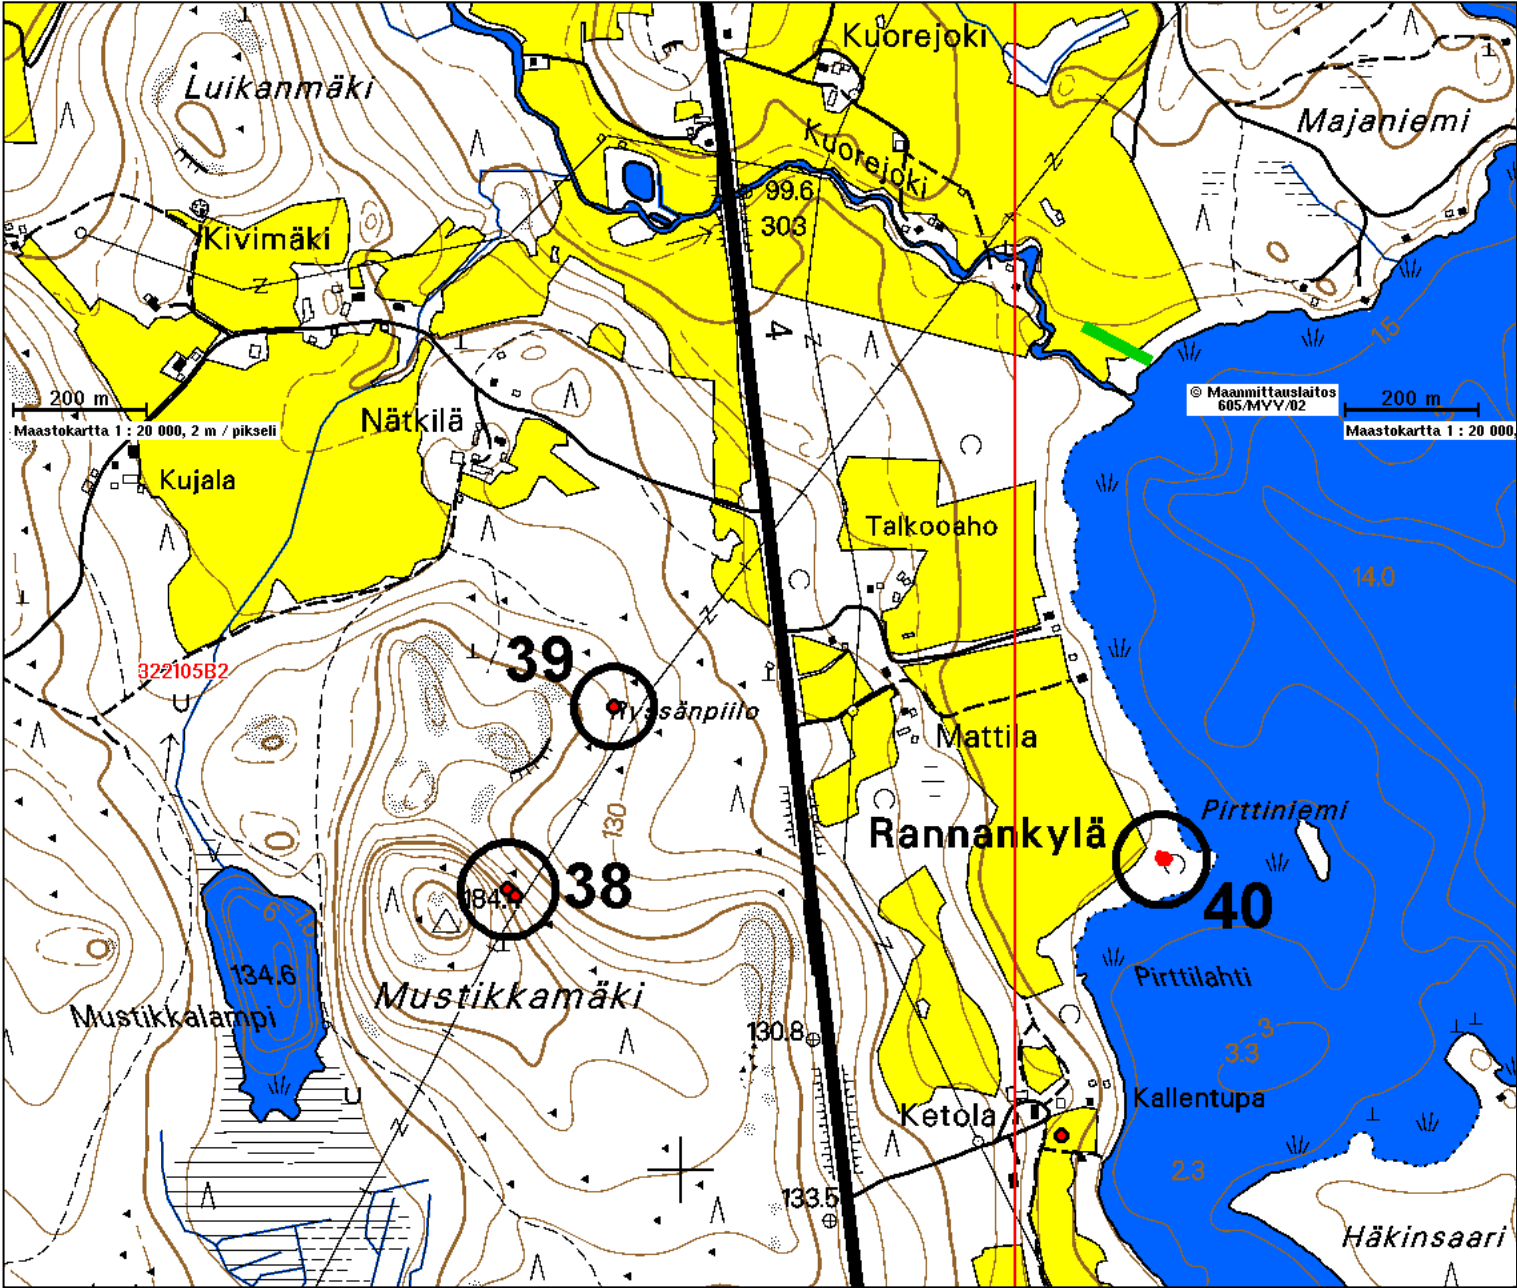 Kuorejoki
Luikanmäki
Majaniemi
Kuorejoki
99.6
303
Kivimäki
Z
Z
4
Z
15
200 m
Maastokartta 1 : 20 000, 2 m / pikseli
© Maanmittauslaitos
605/MYY/02
200 m
Maastokartta 1 : 20 000,
Nätkilä
Kujala
Talkooaho
14.0
Z
322105B2
39
Ryssänpiilo
Mattila
130
Pirttiniemi
Rannankylä
184.4
38
40
6
134.6
Z
Pirttilahti
Mustikkamäki
Mustikkalampi
130.8
3
3.3
Kallentupa
Ketola
Z
2.3
133.5
Häkinsaari